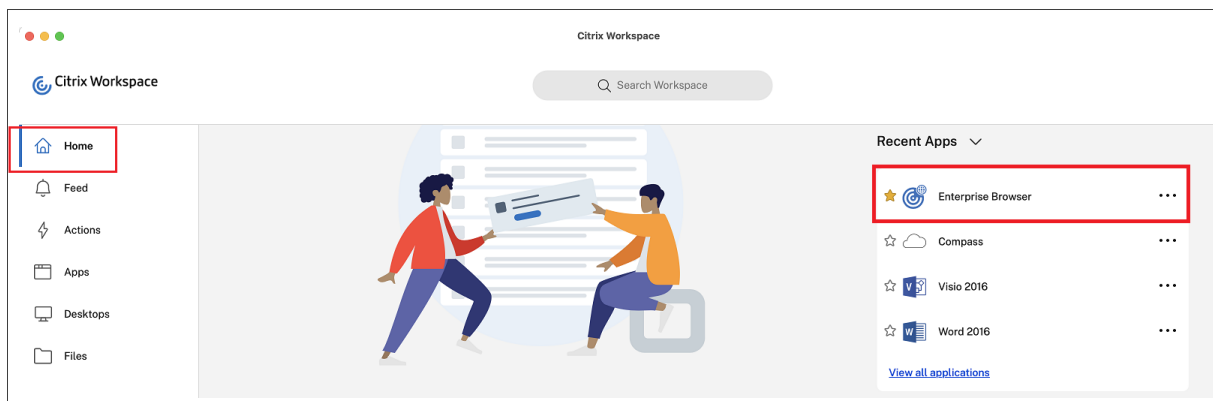 Citrix Workspace
Citrix Workspace
Search Workspace
Home
Feed
Actions
Apps
Desktops
Files
Recent Apps
Enterprise Browser
Compass
Visio 2016
Word 2016
View all applications